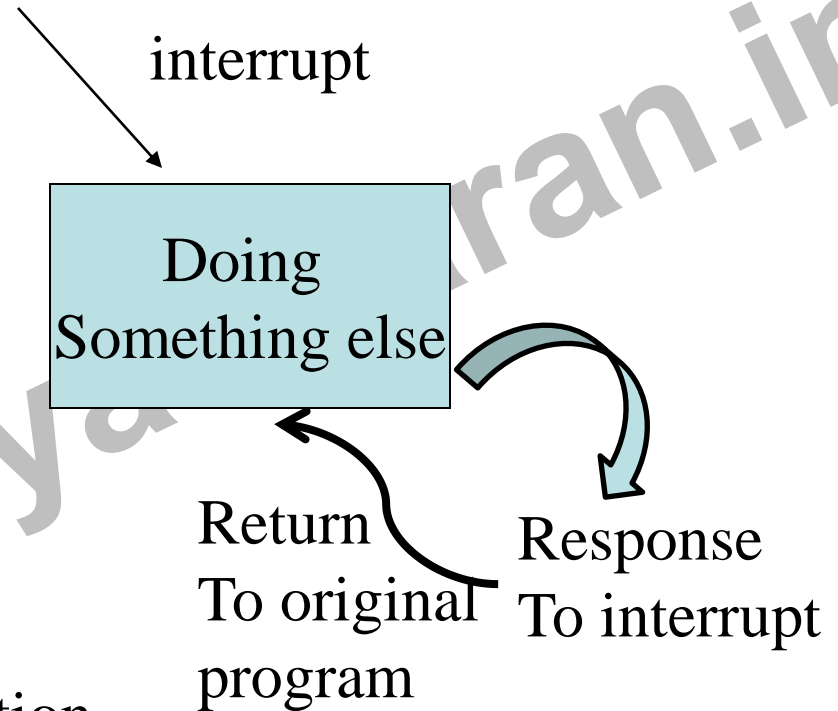 interrupt
Doing
Something else
Return
To original
program
Response
To interrupt